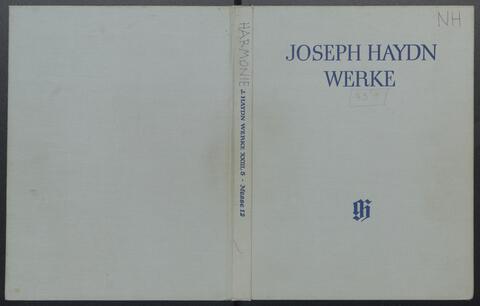 HARMONIE
J. HAYDN WERKE XXIII, 5 - Messe 12
NH
JOSEPH HAYDN
WERKE